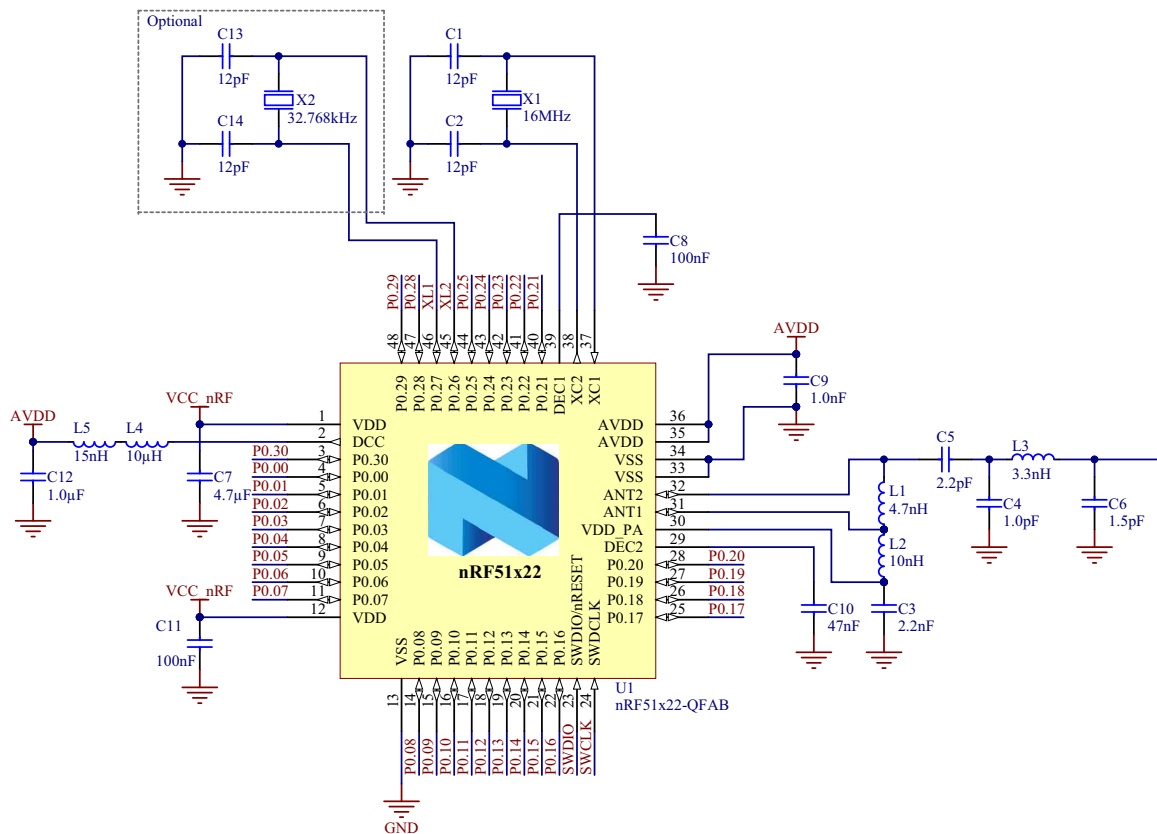 Optional
C13
12pF
X2
32.768kHz
C14
12pF
C1
12pF
X1
16MHz
C2
12pF
C8
100nF
P0.29
P0.28
XL1
XL2
P0.25
P0.24
P0.23
P0.22
P0.21
48
47
46
45
44
43
42
41
40
39
38
37
P0.29
P0.28
P0.27
P0.26
P0.25
P0.24
P0.23
P0.22
P0.21
DEC1
XC2
XC1
AVDD
L5
15nH
L4
10µH
C12
1.0µF
VCC_nRF
C7
4.7µF
P0.30
P0.00
P0.01
P0.02
P0.03
P0.04
P0.05
P0.06
P0.07
VCC_nRF
C11
100nF
1
2
3
4
5
6
7
8
9
10
11
12
VDD
DCC
P0.30
P0.00
P0.01
P0.02
P0.03
P0.04
P0.05
P0.06
P0.07
VDD
nRF51x22
AVDD
AVDD
VSS
VSS
ANT2
ANT1
VDD_PA
DEC2
P0.20
P0.19
P0.18
P0.17
36
35
34
33
32
31
30
29
28
27
26
25
P0.20
P0.19
P0.18
P0.17
AVDD
C9
1.0nF
C5
2.2pF
L3
3.3nH
L1
4.7nH
L2
10nH
C4
1.0pF
C6
1.5pF
C10
47nF
C3
2.2nF
VSS
P0.08
P0.09
P0.10
P0.11
P0.12
P0.13
P0.14
P0.15
P0.16
SWDIO/nRESET
SWDCLK
U1
nRF51x22-QFAB
13
14
15
16
17
18
19
20
21
22
23
24
P0.08
P0.09
P0.10
P0.11
P0.12
P0.13
P0.14
P0.15
P0.16
SWDIO
SWCLK
GND